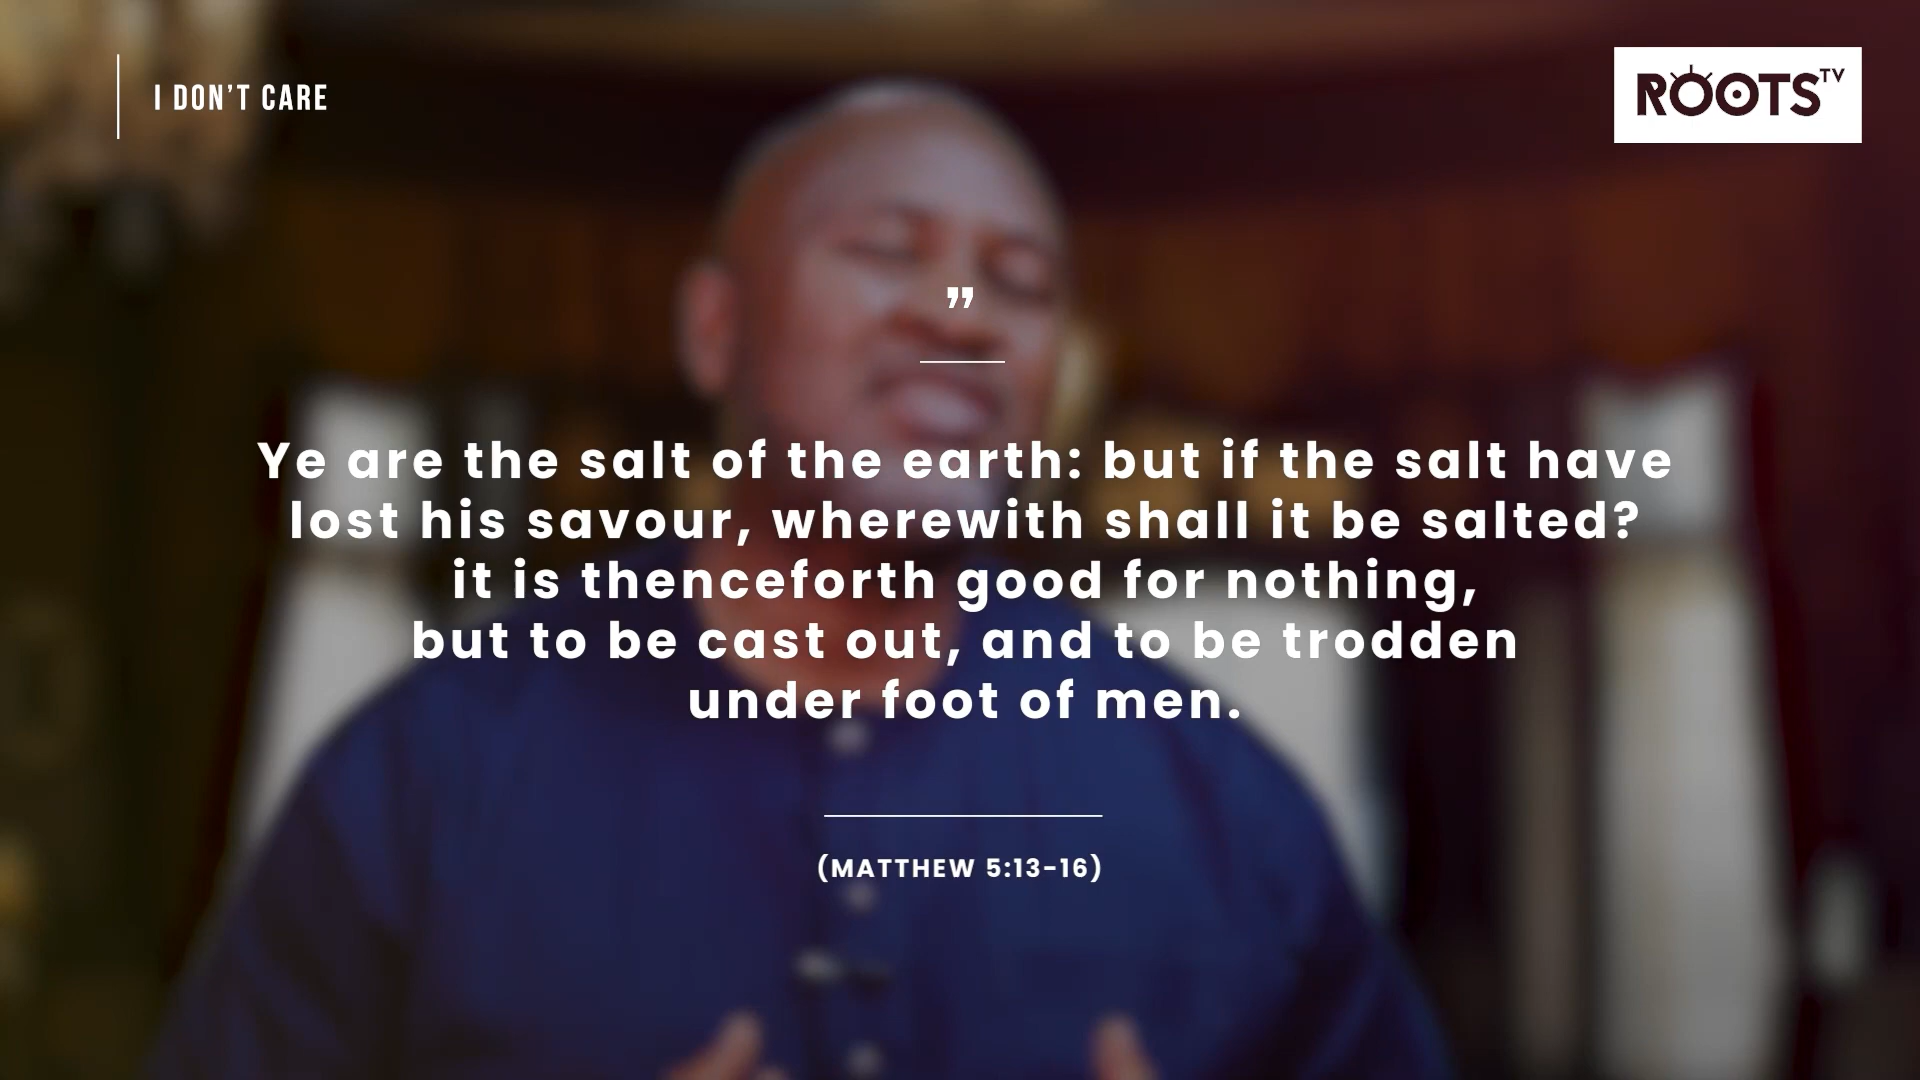 I DON’T CARE
ROOTS TV
”
Ye are the salt of the earth: but if the salt have
lost his savour, wherewith shall it be salted?
it is thenceforth good for nothing,
but to be cast out, and to be trodden
under foot of men.
(MATTHEW 5:13-16)